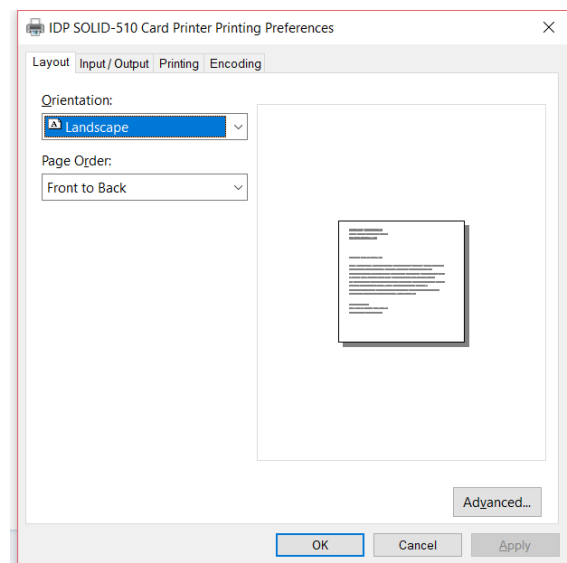 IDP SOLID-510 Card Printer Printing Preferences
Layout Input / Output Printing Encoding
Orientation:
A Landscape
Page Order:
Front to Back
Advanced...
OK Cancel Apply